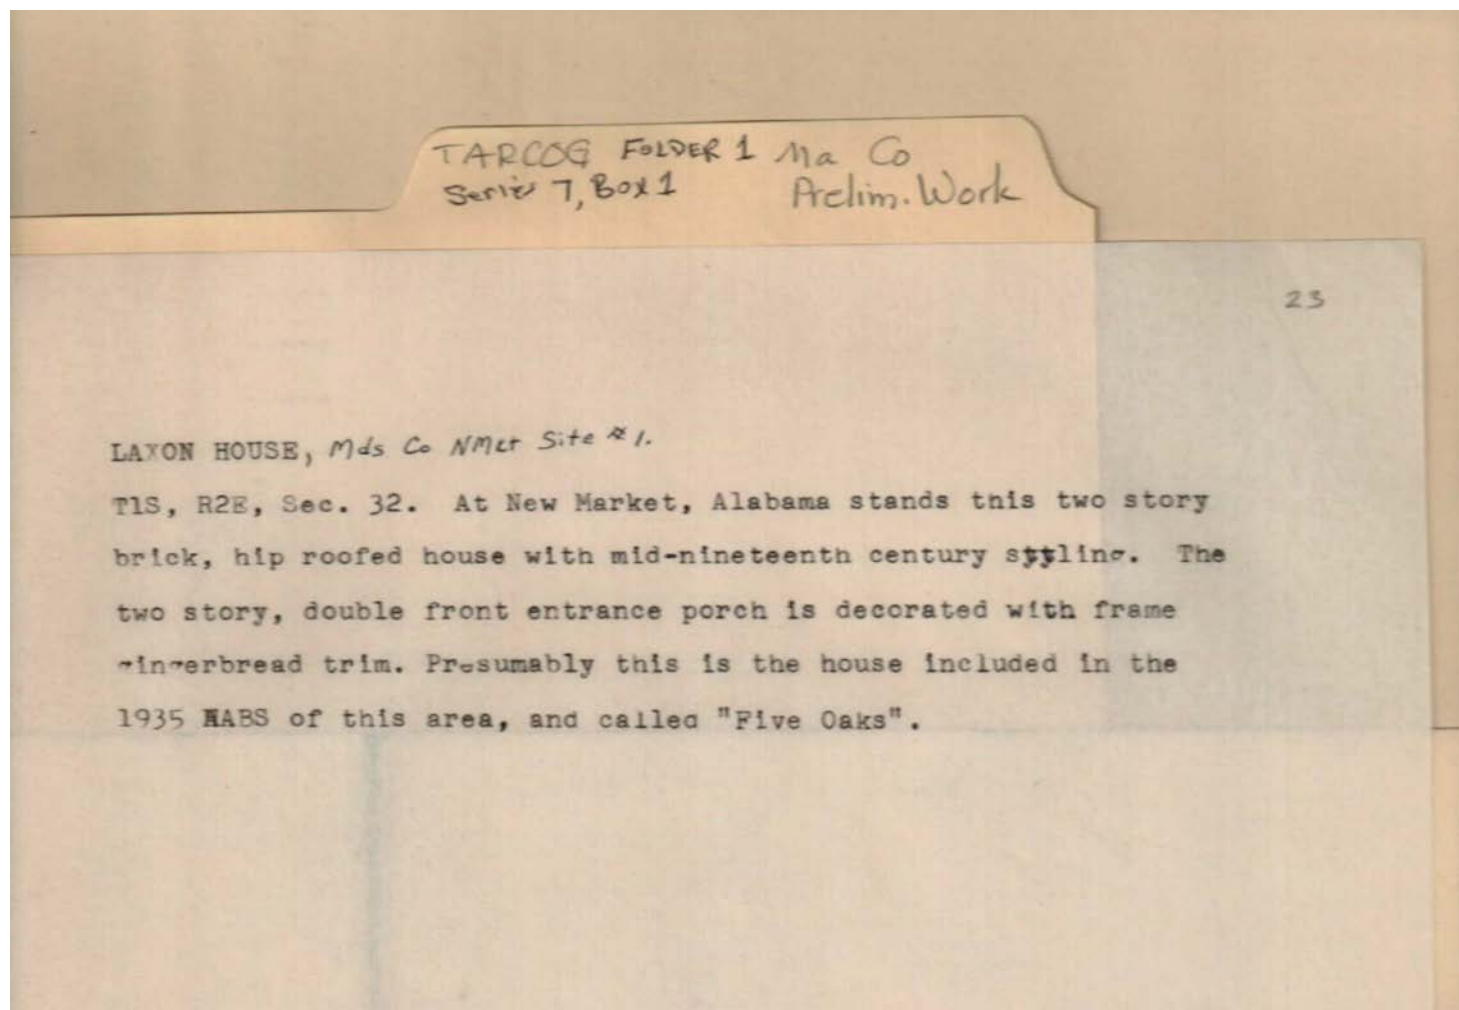 TARCOG FOLDER 1 Ma Co
Series 7, Box 1 Prelim. Work
23
LAXON HOUSE, Mds Co NMkt Site #1.
T1S, R2E, Sec. 32. At New Market, Alabama stands this two story
brick, hip roofed house with mid-nineteenth century styling. The
two story, double front entrance porch is decorated with frame
gingerbread trim. Presumably this is the house included in the
1935 HABS of this area, and called "Five Oaks".